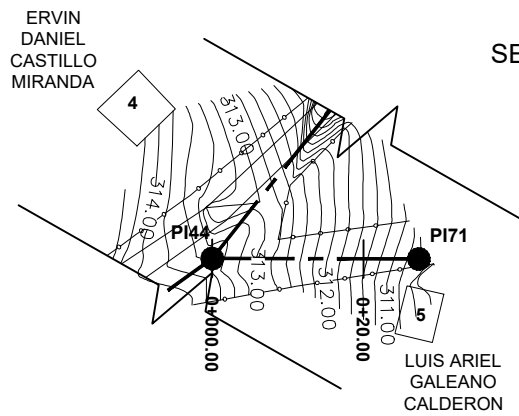 ERVIN
DANIEL
CASTILLO
MIRANDA
SE
4
313.00
314.00
PI44
PI71
313.00
312.00
311.00
0+000.00
0+20.00
5
LUIS ARIEL
GALEANO
CALDERON